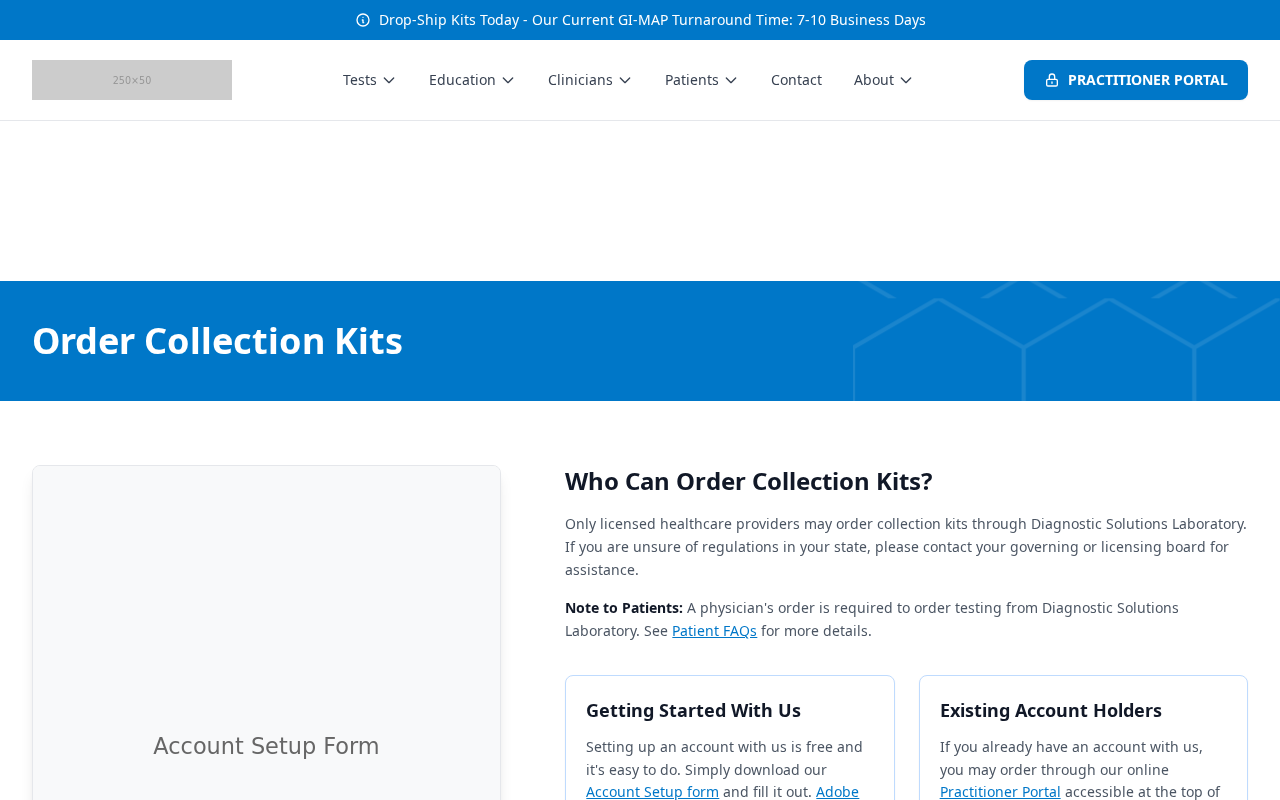 Drop-Ship Kits Today - Our Current GI-MAP Turnaround Time: 7-10 Business Days
250×50
Tests
Education
Clinicians
Patients
Contact
About
PRACTITIONER PORTAL
Order Collection Kits
Account Setup Form
Who Can Order Collection Kits?
Only licensed healthcare providers may order collection kits through Diagnostic Solutions Laboratory.
If you are unsure of regulations in your state, please contact your governing or licensing board for
assistance.
Note to Patients: A physician's order is required to order testing from Diagnostic Solutions
Laboratory. See Patient FAQs for more details.
Getting Started With Us
Setting up an account with us is free and
it's easy to do. Simply download our
Account Setup form and fill it out. Adobe
Existing Account Holders
If you already have an account with us,
you may order through our online
Practitioner Portal accessible at the top of